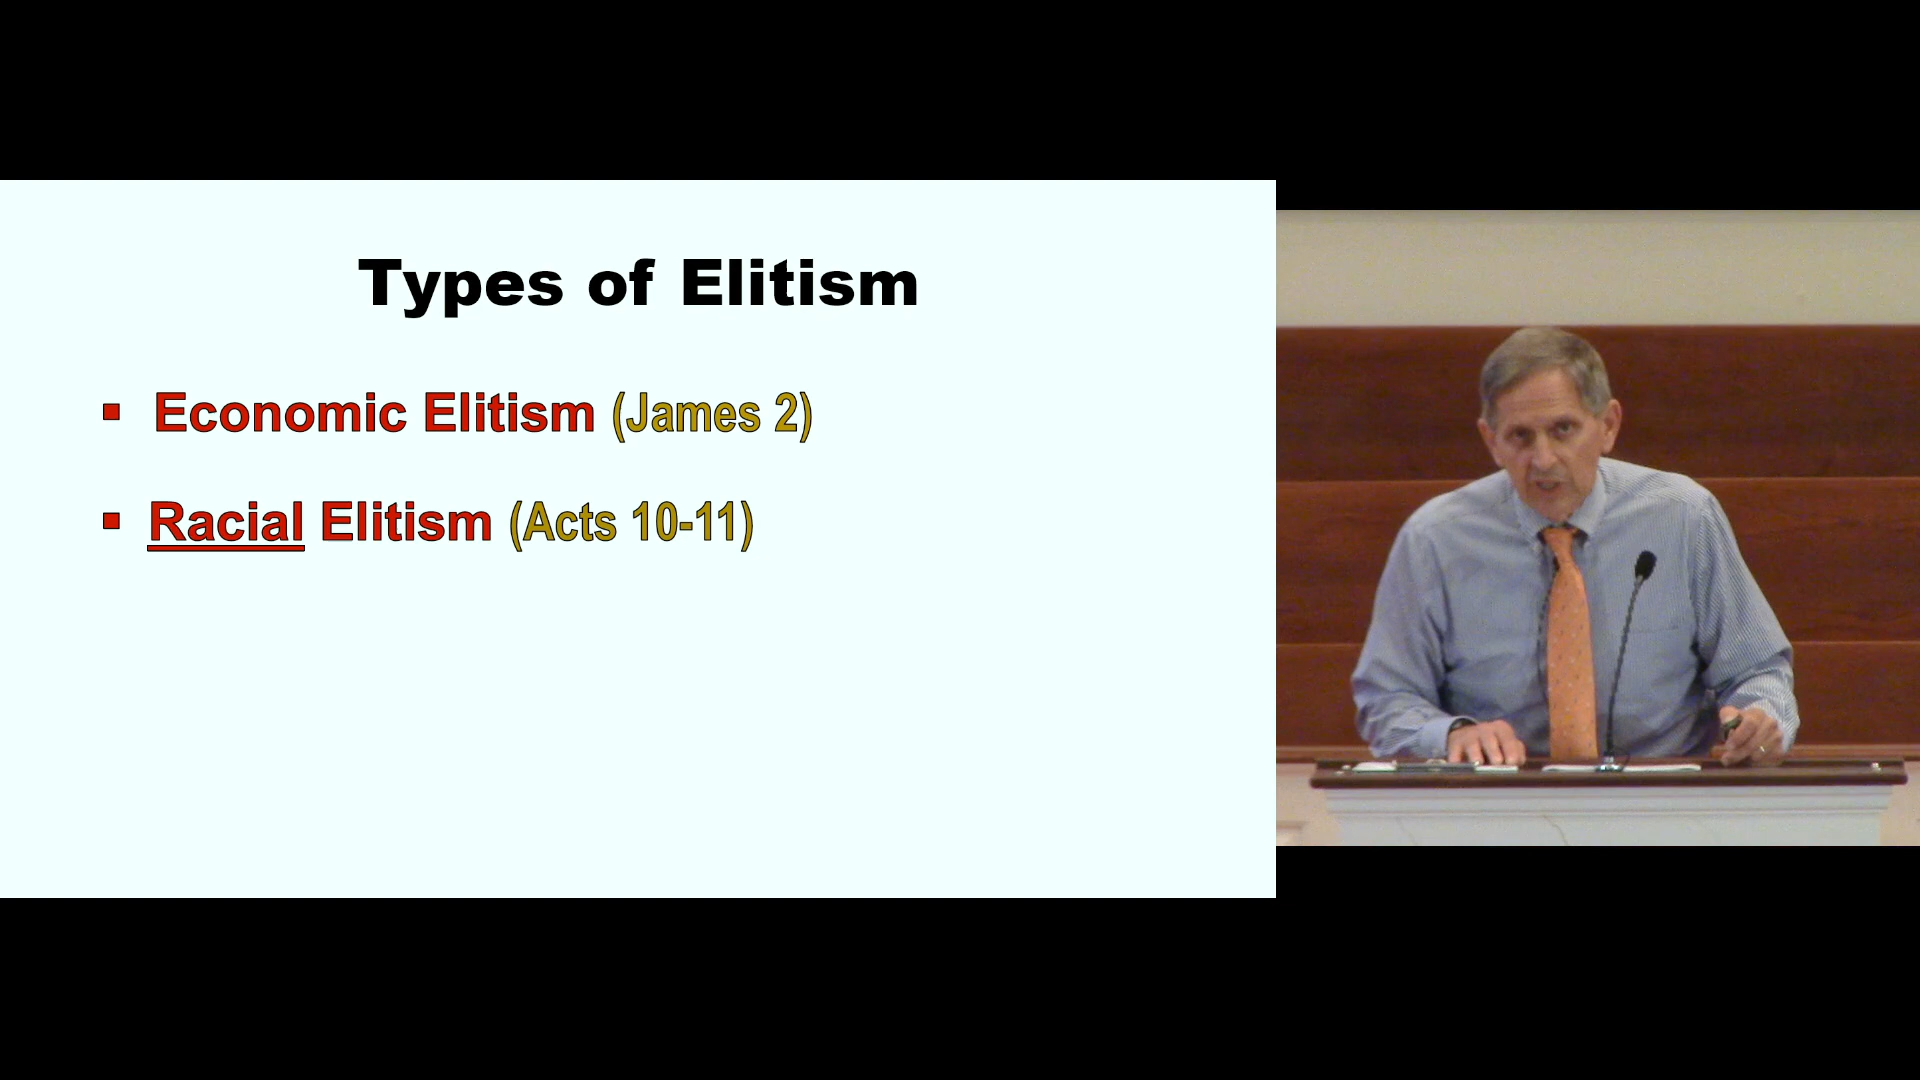 Types of Elitism
▪ Economic Elitism (James 2)
▪ Racial Elitism (Acts 10-11)